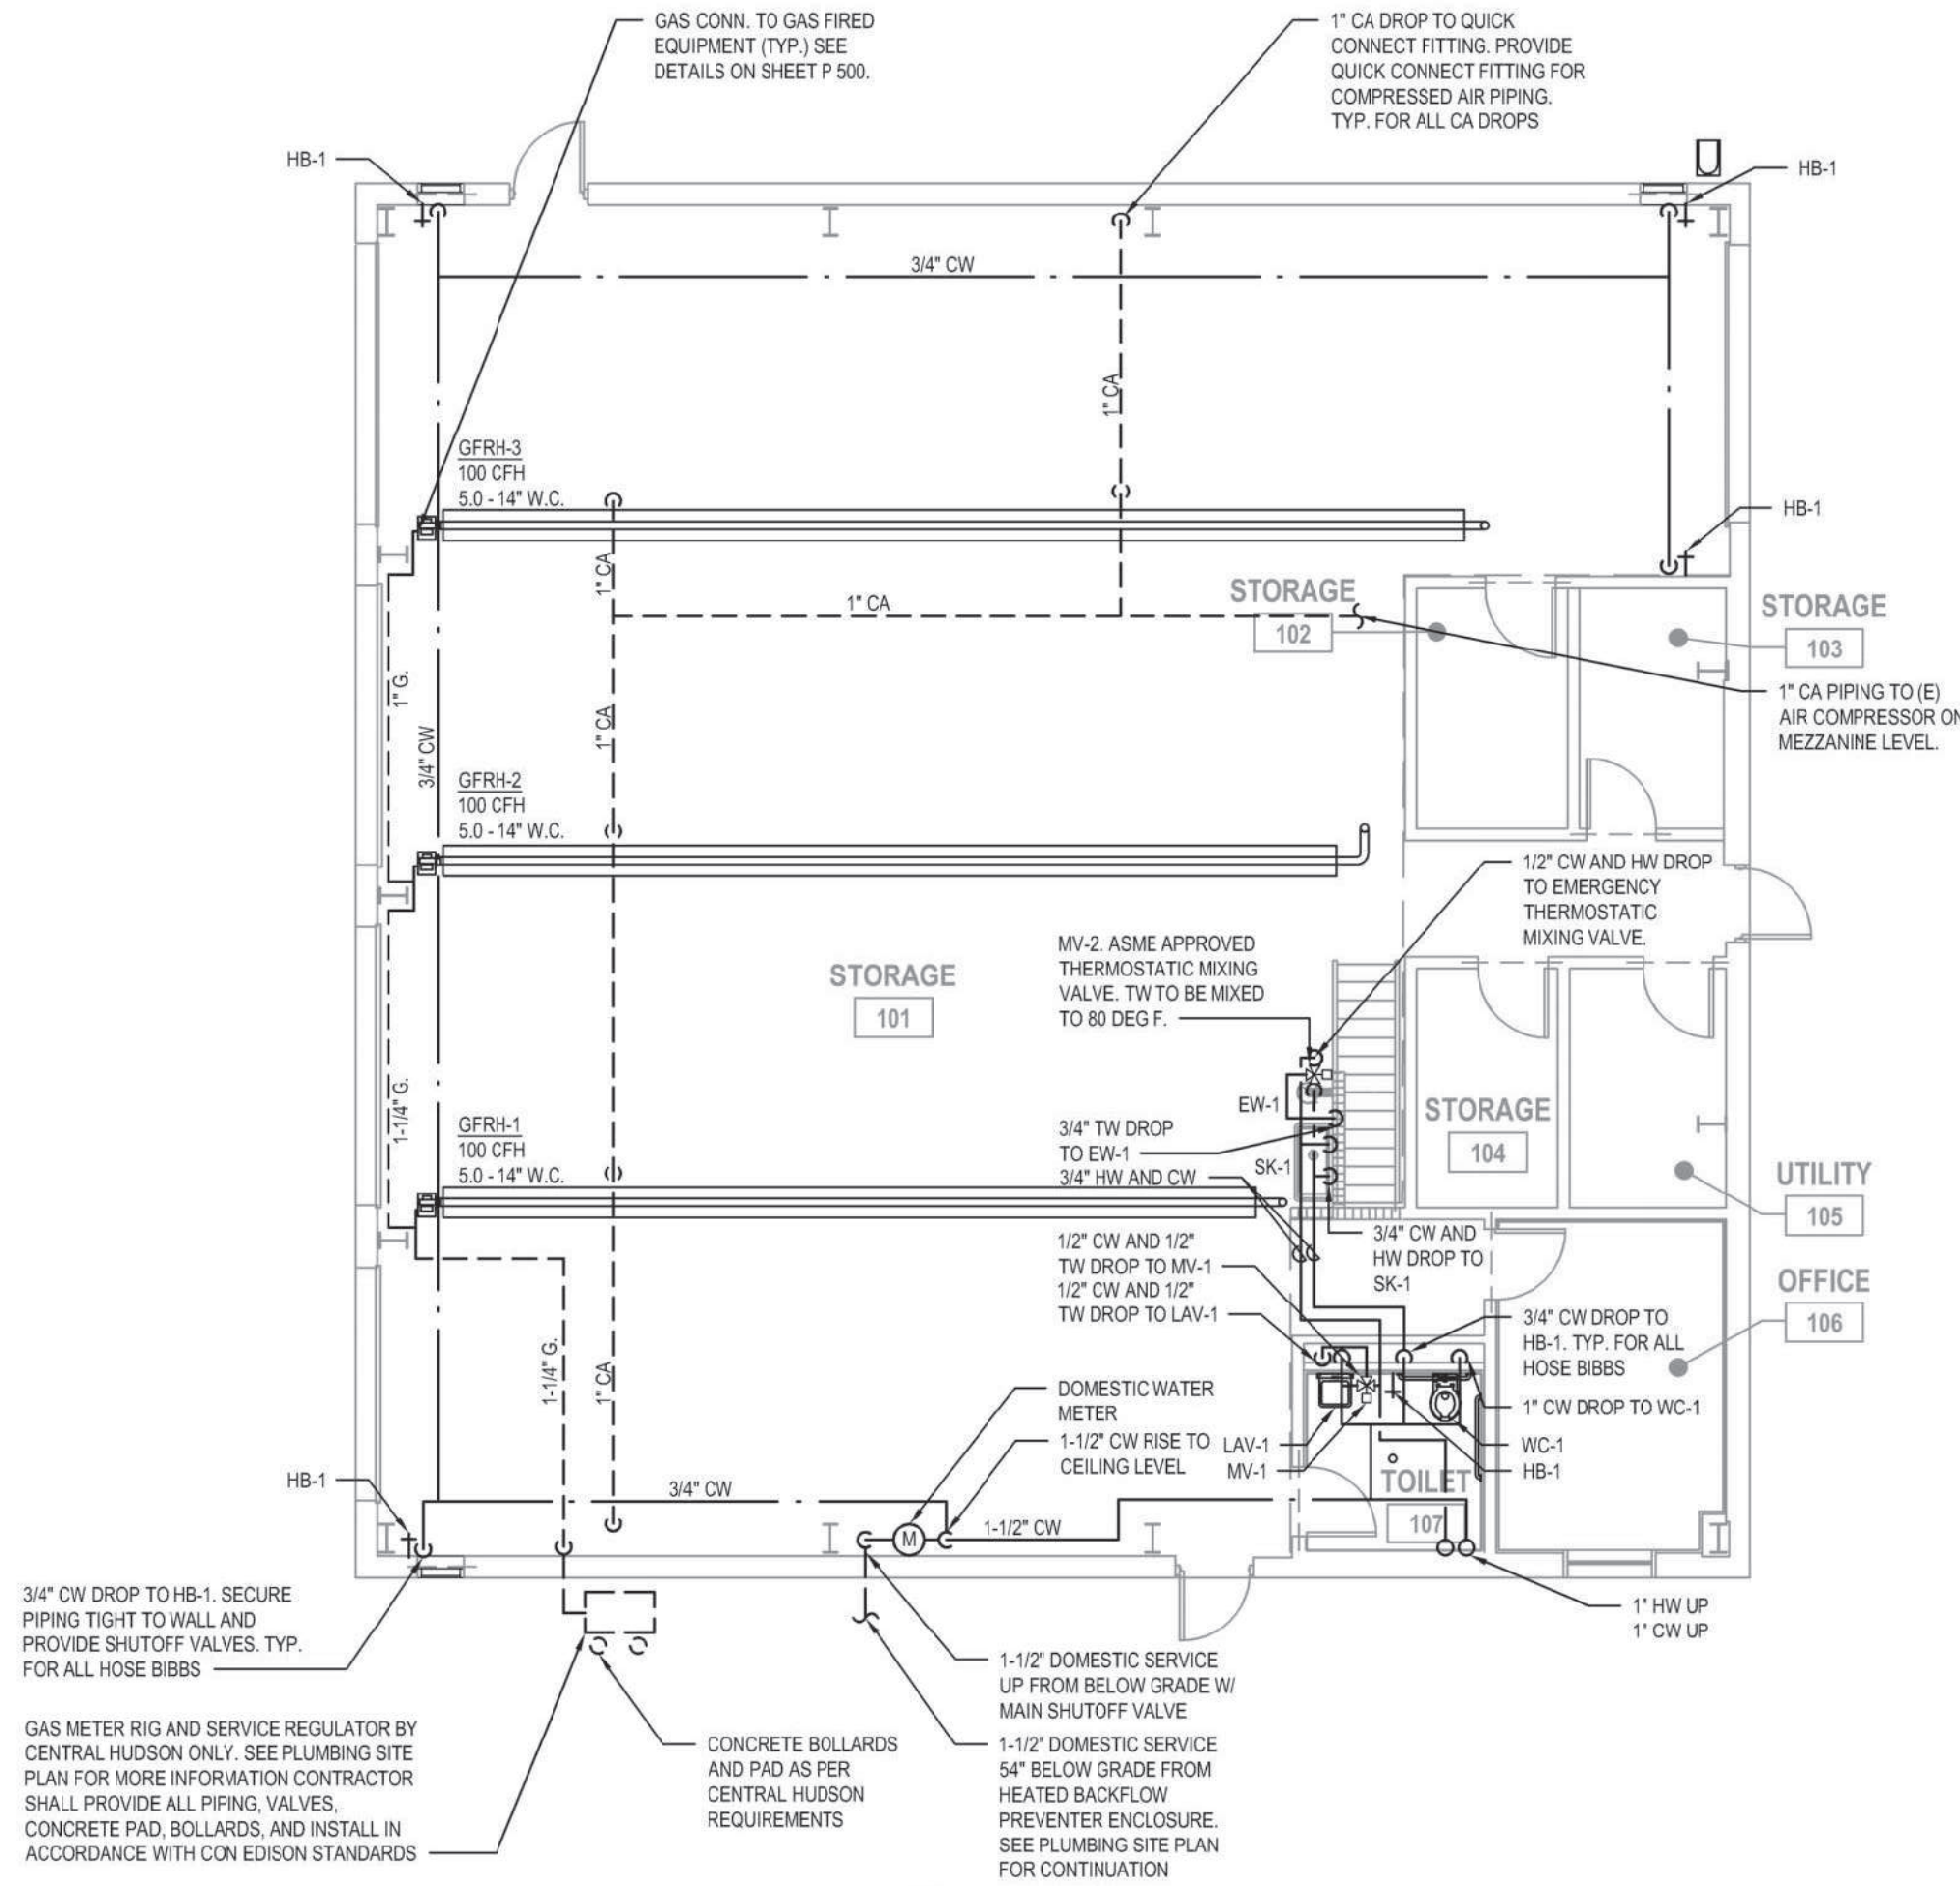 GAS CONN. TO GAS FIRED
EQUIPMENT (TYP.) SEE
DETAILS ON SHEET P 500.
1" CA DROP TO QUICK
CONNECT FITTING. PROVIDE
QUICK CONNECT FITTING FOR
COMPRESSED AIR PIPING.
TYP. FOR ALL CA DROPS
HB-1
HB-1
3/4" CW
1" CA
GFRH-3
100 CFH
5.0 - 14" W.C.
HB-1
1" CA
1" CA
STORAGE
102
STORAGE
103
1" G.
3/4" CW
1" CA
1" CA PIPING TO (E)
AIR COMPRESSOR ON
MEZZANINE LEVEL.
GFRH-2
100 CFH
5.0 - 14" W.C.
1/2" CW AND HW DROP
TO EMERGENCY
THERMOSTATIC
MIXING VALVE.
MV-2. ASME APPROVED
THERMOSTATIC MIXING
VALVE. TW TO BE MIXED
TO 80 DEG F.
STORAGE
101
1-1/4" G.
EW-1
STORAGE
104
GFRH-1
100 CFH
5.0 - 14" W.C.
3/4" TW DROP
TO EW-1
3/4" HW AND CW
SK-1
UTILITY
105
1/2" CW AND 1/2"
TW DROP TO MV-1
1/2" CW AND 1/2"
TW DROP TO LAV-1
3/4" CW AND
HW DROP TO
SK-1
OFFICE
106
3/4" CW DROP TO
HB-1. TYP. FOR ALL
HOSE BIBBS
1-1/4" G.
1" CA
DOMESTIC WATER
METER
1" CW DROP TO WC-1
1-1/2" CW RISE TO
CEILING LEVEL
LAV-1
MV-1
WC-1
HB-1
HB-1
3/4" CW
TOILET
107
M
1-1/2" CW
3/4" CW DROP TO HB-1. SECURE
PIPING TIGHT TO WALL AND
PROVIDE SHUTOFF VALVES. TYP.
FOR ALL HOSE BIBBS
1" HW UP
1" CW UP
1-1/2" DOMESTIC SERVICE
UP FROM BELOW GRADE W/
MAIN SHUTOFF VALVE
GAS METER RIG AND SERVICE REGULATOR BY
CENTRAL HUDSON ONLY. SEE PLUMBING SITE
PLAN FOR MORE INFORMATION CONTRACTOR
SHALL PROVIDE ALL PIPING, VALVES,
CONCRETE PAD, BOLLARDS, AND INSTALL IN
ACCORDANCE WITH CON EDISON STANDARDS
CONCRETE BOLLARDS
AND PAD AS PER
CENTRAL HUDSON
REQUIREMENTS
1-1/2" DOMESTIC SERVICE
54" BELOW GRADE FROM
HEATED BACKFLOW
PREVENTER ENCLOSURE.
SEE PLUMBING SITE PLAN
FOR CONTINUATION